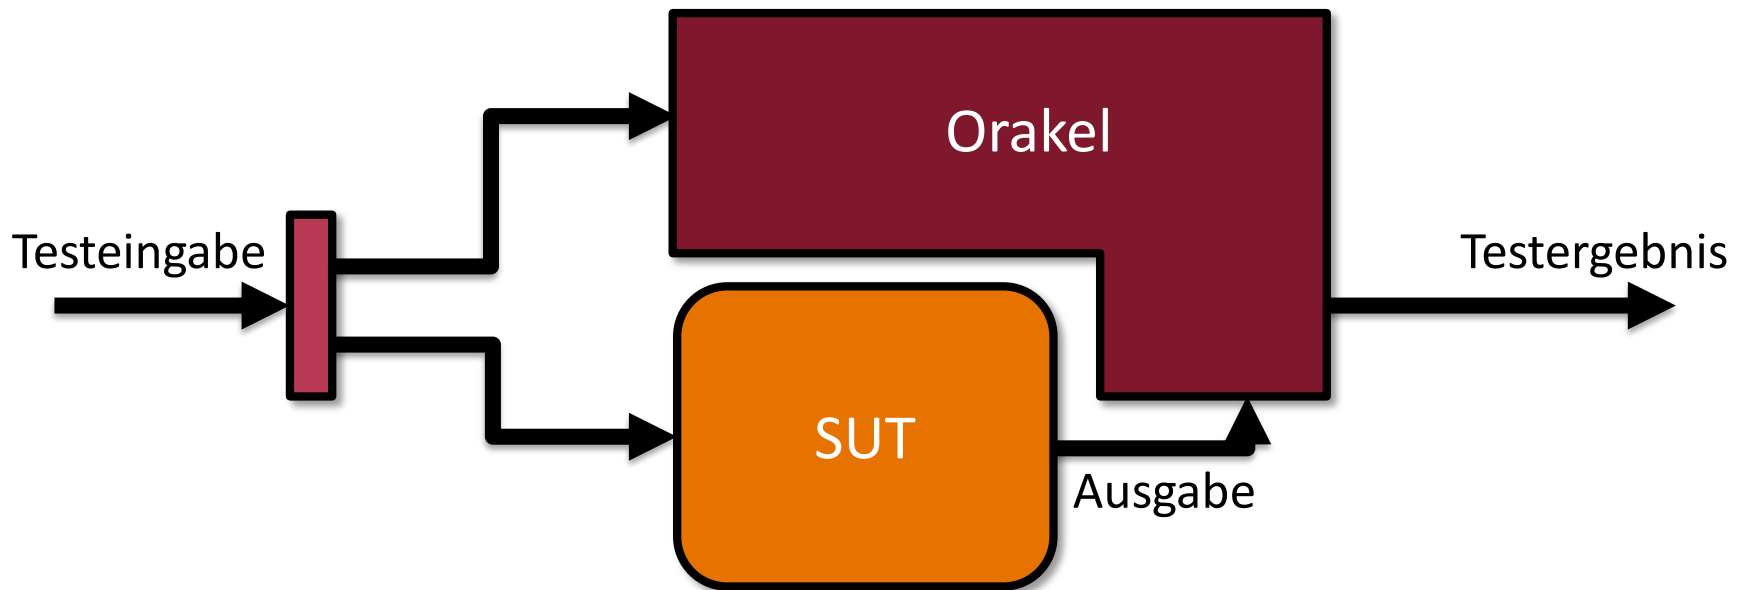 Orakel
Testeingabe
Testergebnis
SUT
Ausgabe